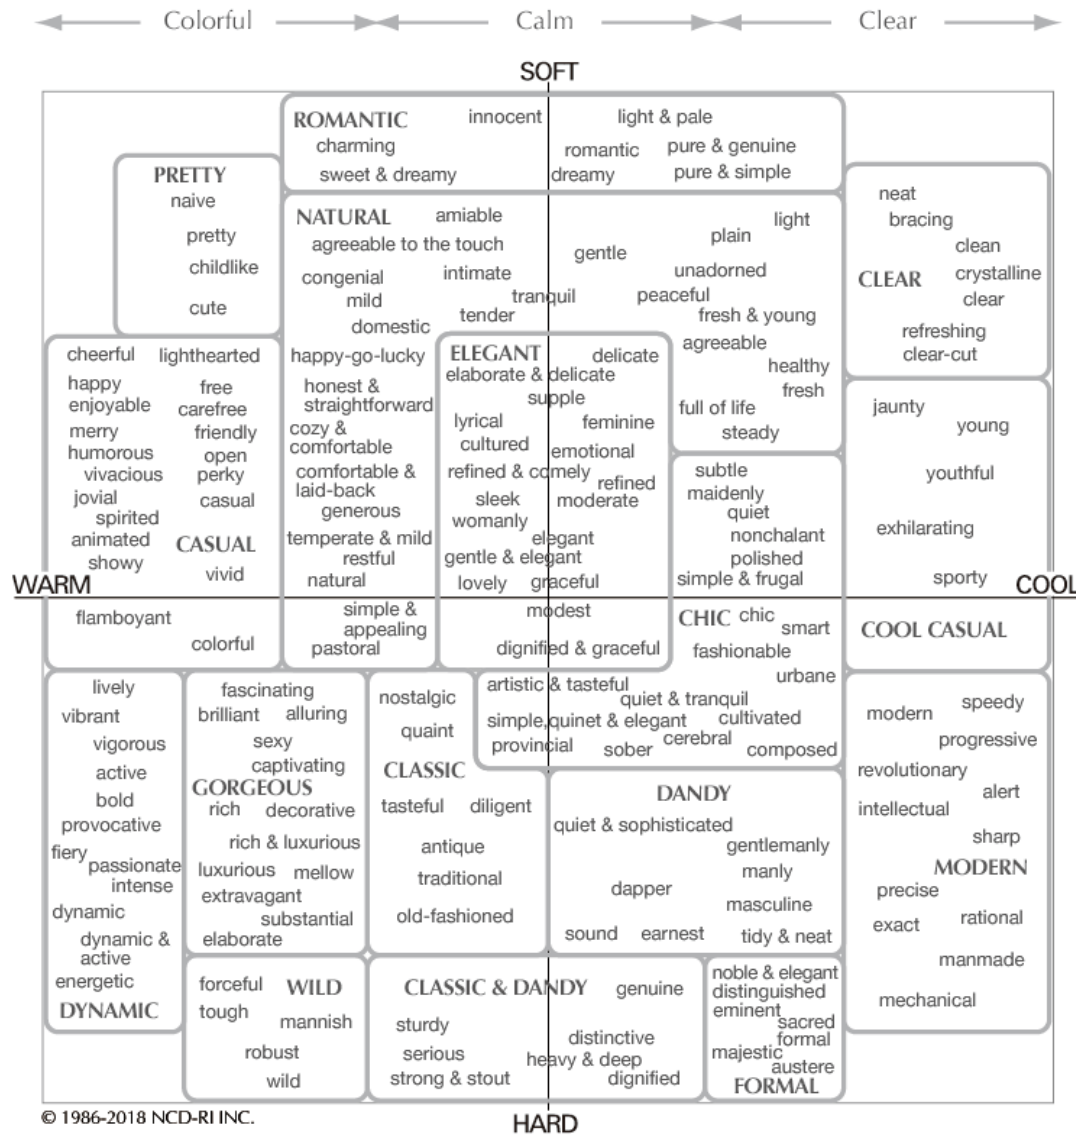 Colorful
Calm
Clear
SOFT
ROMANTIC
innocent
light & pale
charming
romantic
pure & genuine
sweet & dreamy
dreamy
pure & simple
PRETTY
naive
pretty
childlike
cute
NATURAL
amiable
light
agreeable to the touch
plain
gentle
congenial
intimate
unadorned
mild
tranquil
peaceful
domestic
tender
fresh & young
happy-go-lucky
agreeable
healthy
honest &
straightforward
fresh
full of life
cozy &
comfortable
steady
comfortable &
laid-back
generous
temperate & mild
restful
natural
simple &
appealing
pastoral
neat
bracing
clean
CLEAR
crystalline
clear
refreshing
clear-cut
cheerful
lighthearted
happy
free
enjoyable
carefree
merry
friendly
humorous
open
vivacious
perky
jovial
casual
spirited
animated
CASUAL
showy
vivid
flamboyant
colorful
ELEGANT
delicate
elaborate & delicate
supple
lyrical
feminine
cultured
emotional
refined & comely
refined
sleek
moderate
womanly
elegant
gentle & elegant
lovely
graceful
modest
dignified & graceful
jaunty
young
youthful
exhilarating
sporty
COOL CASUAL
WARM
COOL
subtle
maidenly
quiet
nonchalant
polished
simple & frugal
CHIC
chic
smart
fashionable
urbane
artistic & tasteful
quiet & tranquil
simple,quinet & elegant
cultivated
provincial
sober
cerebral
composed
lively
vibrant
vigorous
active
bold
provocative
fiery
passionate
intense
dynamic
dynamic &
active
energetic
DYNAMIC
fascinating
brilliant
alluring
sexy
captivating
GORGEOUS
rich
decorative
rich & luxurious
luxurious
mellow
extravagant
substantial
elaborate
nostalgic
quaint
CLASSIC
tasteful
diligent
antique
traditional
old-fashioned
DANDY
quiet & sophisticated
gentlemanly
manly
dapper
masculine
sound
earnest
tidy & neat
modern
speedy
progressive
revolutionary
alert
intellectual
sharp
MODERN
precise
exact
rational
manmade
mechanical
forceful
WILD
tough
mannish
robust
wild
CLASSIC & DANDY
genuine
sturdy
distinctive
serious
heavy & deep
strong & stout
dignified
noble & elegant
distinguished
eminent
sacred
formal
majestic
austere
FORMAL
© 1986-2018 NCD-RI INC.
HARD